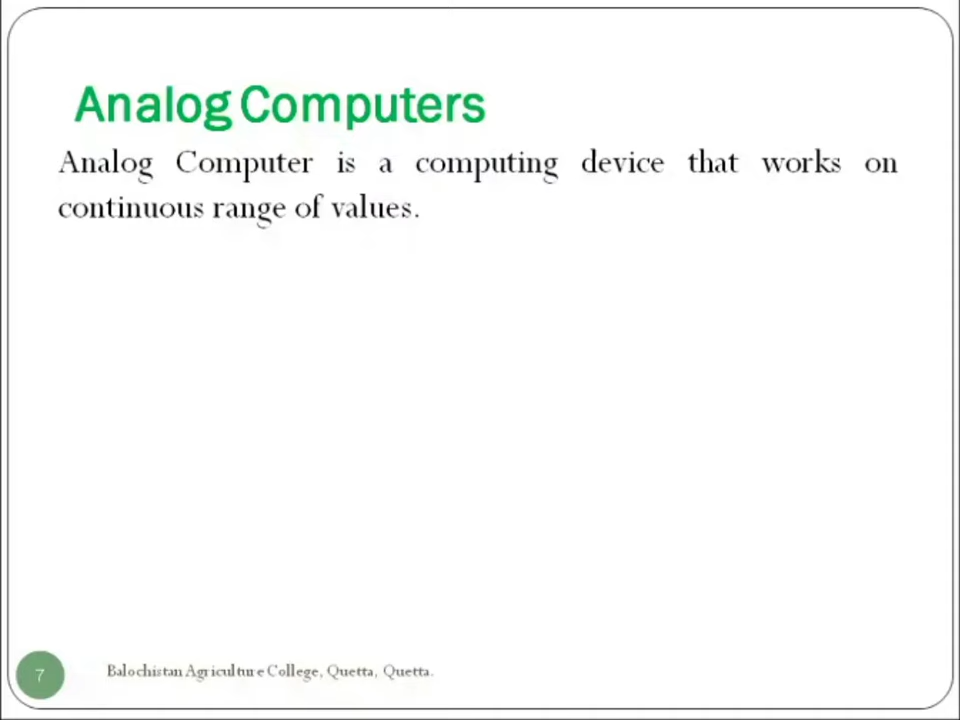 Analog Computers
Analog Computer is a computing device that works on
continuous range of values.
7
Balochistan Agriculture College, Quetta, Quetta.